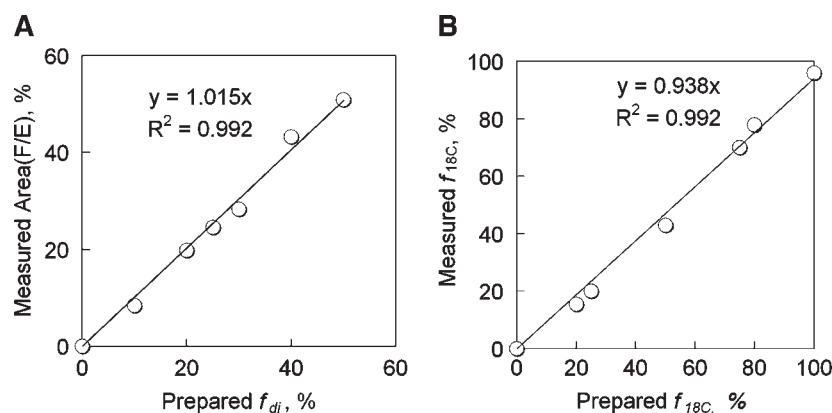 A
60
40
20
0
0 20 40 60
Measured Area(F/E), %
Prepared f_di, %
y = 1.015x
R² = 0.992
B
100
80
60
40
20
0
0 20 40 60 80 100
Measured f_18C, %
Prepared f_18C, %
y = 0.938x
R² = 0.992